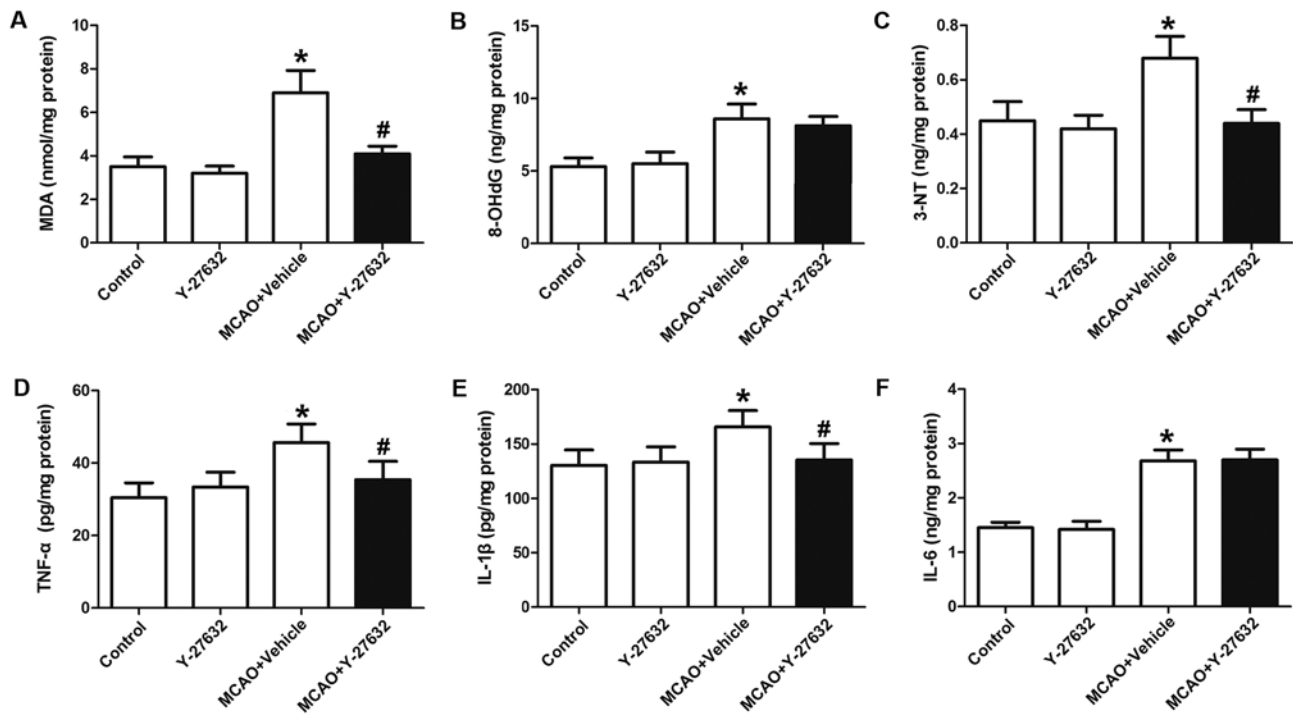 A
MDA (nmol/mg protein)
10
8
6
4
2
0
*
#
Control
Y-27632
MCAO+Vehicle
MCAO+Y-27632
B
8-OHdG (ng/mg protein)
15
10
5
0
*
Control
Y-27632
MCAO+Vehicle
MCAO+Y-27632
C
3-NT (ng/mg protein)
0.8
0.6
0.4
0.2
0.0
*
#
Control
Y-27632
MCAO+Vehicle
MCAO+Y-27632
D
TNF-α (pg/mg protein)
60
40
20
0
*
#
Control
Y-27632
MCAO+Vehicle
MCAO+Y-27632
E
IL-1β (pg/mg protein)
200
150
100
50
0
*
#
Control
Y-27632
MCAO+Vehicle
MCAO+Y-27632
F
IL-6 (ng/mg protein)
4
3
2
1
0
*
Control
Y-27632
MCAO+Vehicle
MCAO+Y-27632